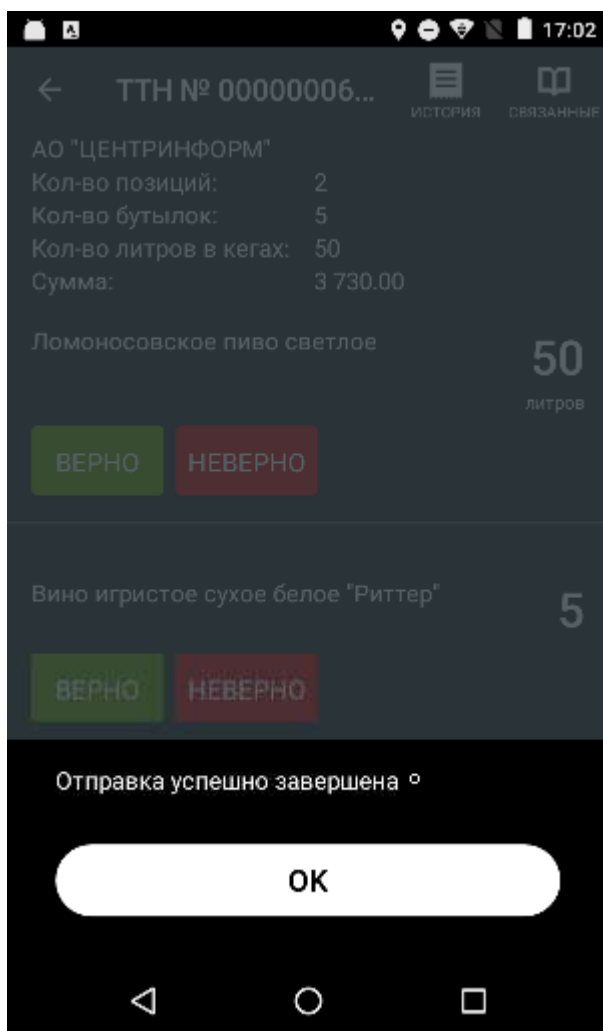 17:02
ТТН № 00000006...
ИСТОРИЯ
СВЯЗАННЫЕ
АО "ЦЕНТРИНФОРМ"
Кол-во позиций: 2
Кол-во бутылок: 5
Кол-во литров в кегах: 50
Сумма: 3 730.00
Ломоносовское пиво светлое
50
литров
ВЕРНО НЕВЕРНО
Вино игристое сухое белое "Риттер"
5
ВЕРНО НЕВЕРНО
Отправка успешно завершена
OK